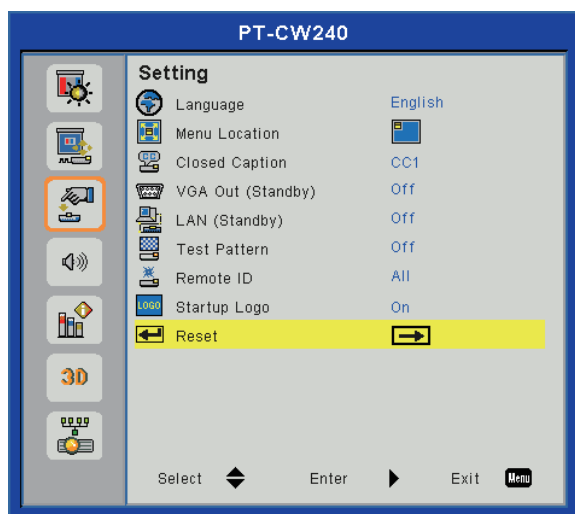 PT-CW240
Setting
Language English
Menu Location
Closed Caption CC1
VGA Out (Standby) Off
LAN (Standby) Off
Test Pattern Off
Remote ID All
LOGO Startup Logo On
Reset
3D
Select Enter Exit Menu